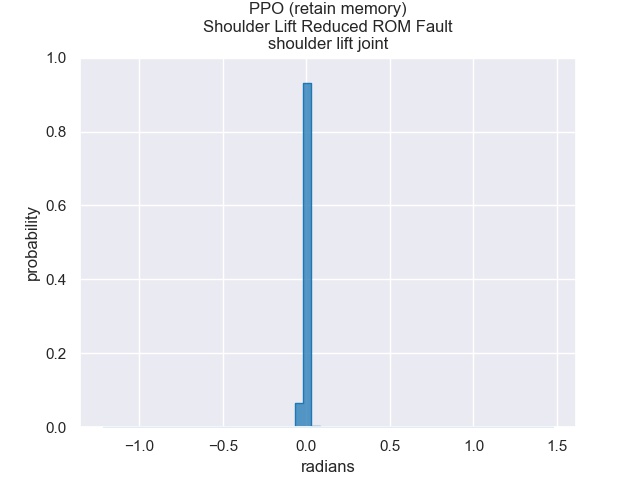 PPO (retain memory)
Shoulder Lift Reduced ROM Fault
shoulder lift joint
1.0
0.8
0.6
0.4
0.2
0.0
probability
−1.0 −0.5 0.0 0.5 1.0 1.5
radians